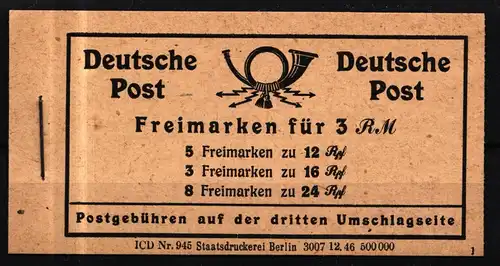 Deutsche Post
Deutsche Post
Freimarken für 3 RM
5 Freimarken zu 12 Rpf
3 Freimarken zu 16 Rpf
8 Freimarken zu 24 Rpf
Postgebühren auf der dritten Umschlagseite
ICD Nr. 945 Staatsdruckerei Berlin 3007 12.46 500000